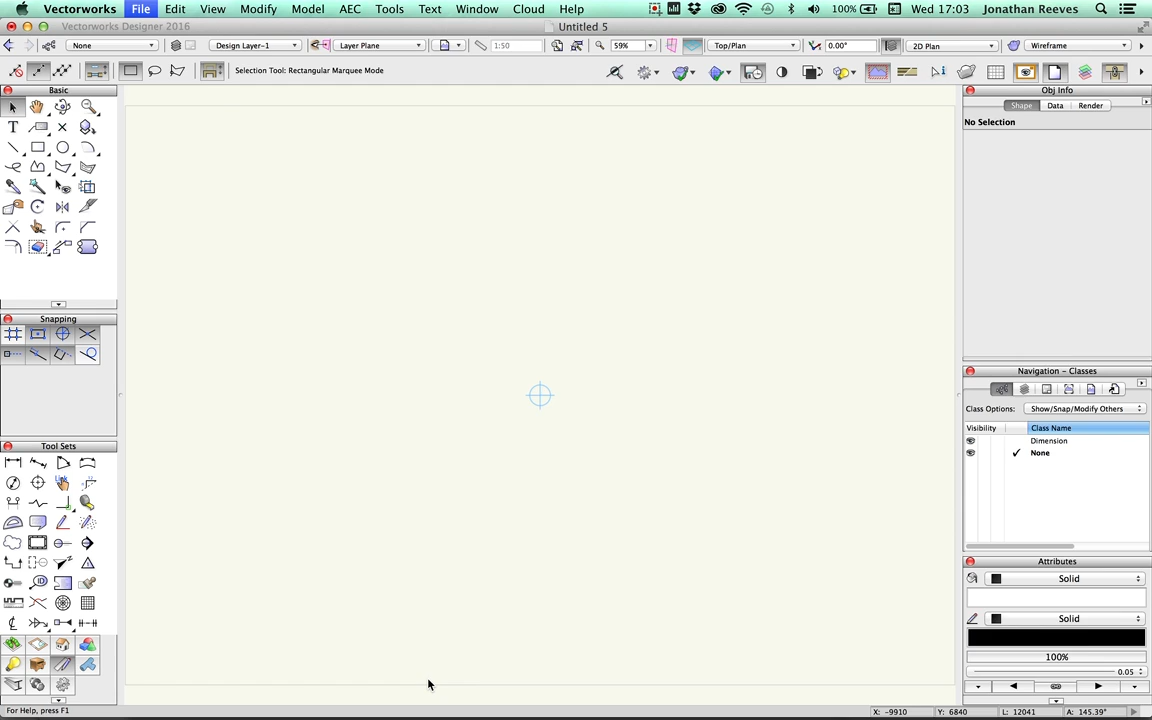 Vectorworks File Edit View Modify Model AEC Tools Text Window Cloud Help 100% Wed 17:03 Jonathan Reeves
Vectorworks Designer 2016 Untitled 5
None Design Layer-1 Layer Plane 1:50 59% Top/Plan 0.00° 2D Plan Wireframe
Selection Tool: Rectangular Marquee Mode
Basic
Snapping
Tool Sets
For Help, press F1
Obj Info
Shape Data Render
No Selection
Navigation - Classes
Class Options: Show/Snap/Modify Others
Visibility Class Name
Dimension
None
Attributes
Solid
Solid
100%
0.05
X: -9910 Y: 6840 L: 12041 A: 145.39°